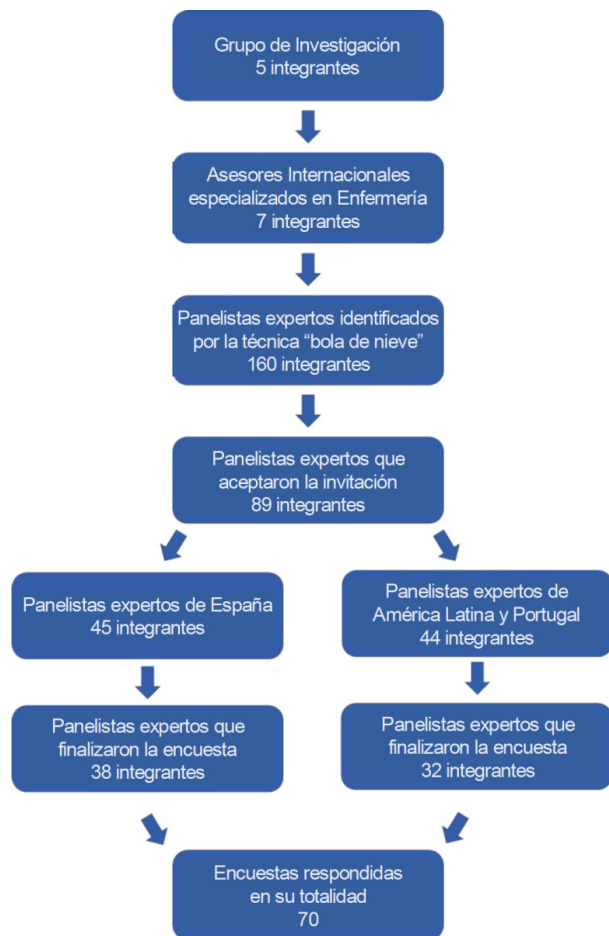 Grupo de Investigación
5 integrantes
Asesores Internacionales
especializados en Enfermería
7 integrantes
Panelistas expertos identificados
por la técnica “bola de nieve”
160 integrantes
Panelistas expertos que
aceptaron la invitación
89 integrantes
Panelistas expertos de España
45 integrantes
Panelistas expertos de
América Latina y Portugal
44 integrantes
Panelistas expertos que
finalizaron la encuesta
38 integrantes
Panelistas expertos que
finalizaron la encuesta
32 integrantes
Encuestas respondidas
en su totalidad
70